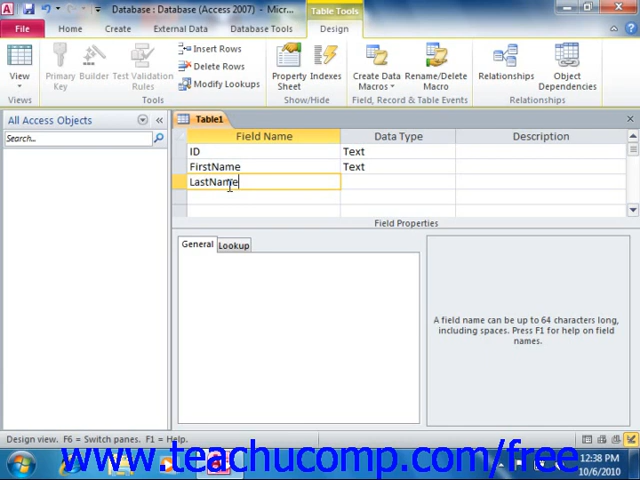 Database : Database (Access 2007) - Micr...
Table Tools
File Home Create External Data Database Tools Design
View
Primary Key
Builder
Test Validation Rules
Insert Rows
Delete Rows
Modify Lookups
Property Sheet
Indexes
Create Data Macros
Rename/Delete Macro
Relationships
Object Dependencies
Views Tools Show/Hide Field, Record & Table Events Relationships
All Access Objects
Search...
Table1
Field Name Data Type Description
ID Text
FirstName Text
LastName
Field Properties
General Lookup
A field name can be up to 64 characters long,
including spaces. Press F1 for help on field
names.
Design view. F6 = Switch panes. F1 = Help.
www.teachucomp.com/free
12:38 PM
10/6/2010